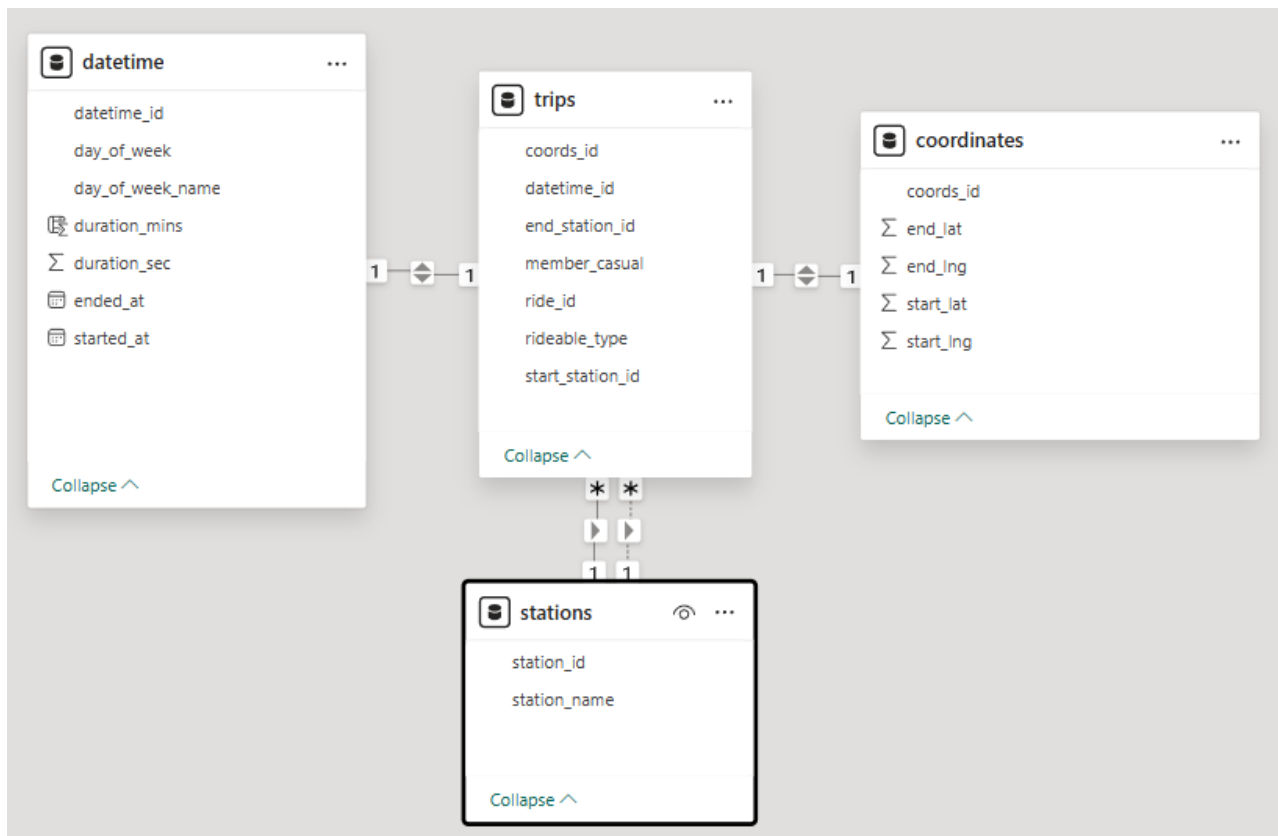 datetime
datetime_id
day_of_week
day_of_week_name
duration_mins
duration_sec
ended_at
started_at
Collapse
1
1
trips
coords_id
datetime_id
end_station_id
member_casual
ride_id
rideable_type
start_station_id
Collapse
1
1
coordinates
coords_id
end_lat
end_lng
start_lat
start_lng
Collapse
* *
1 1
stations
station_id
station_name
Collapse